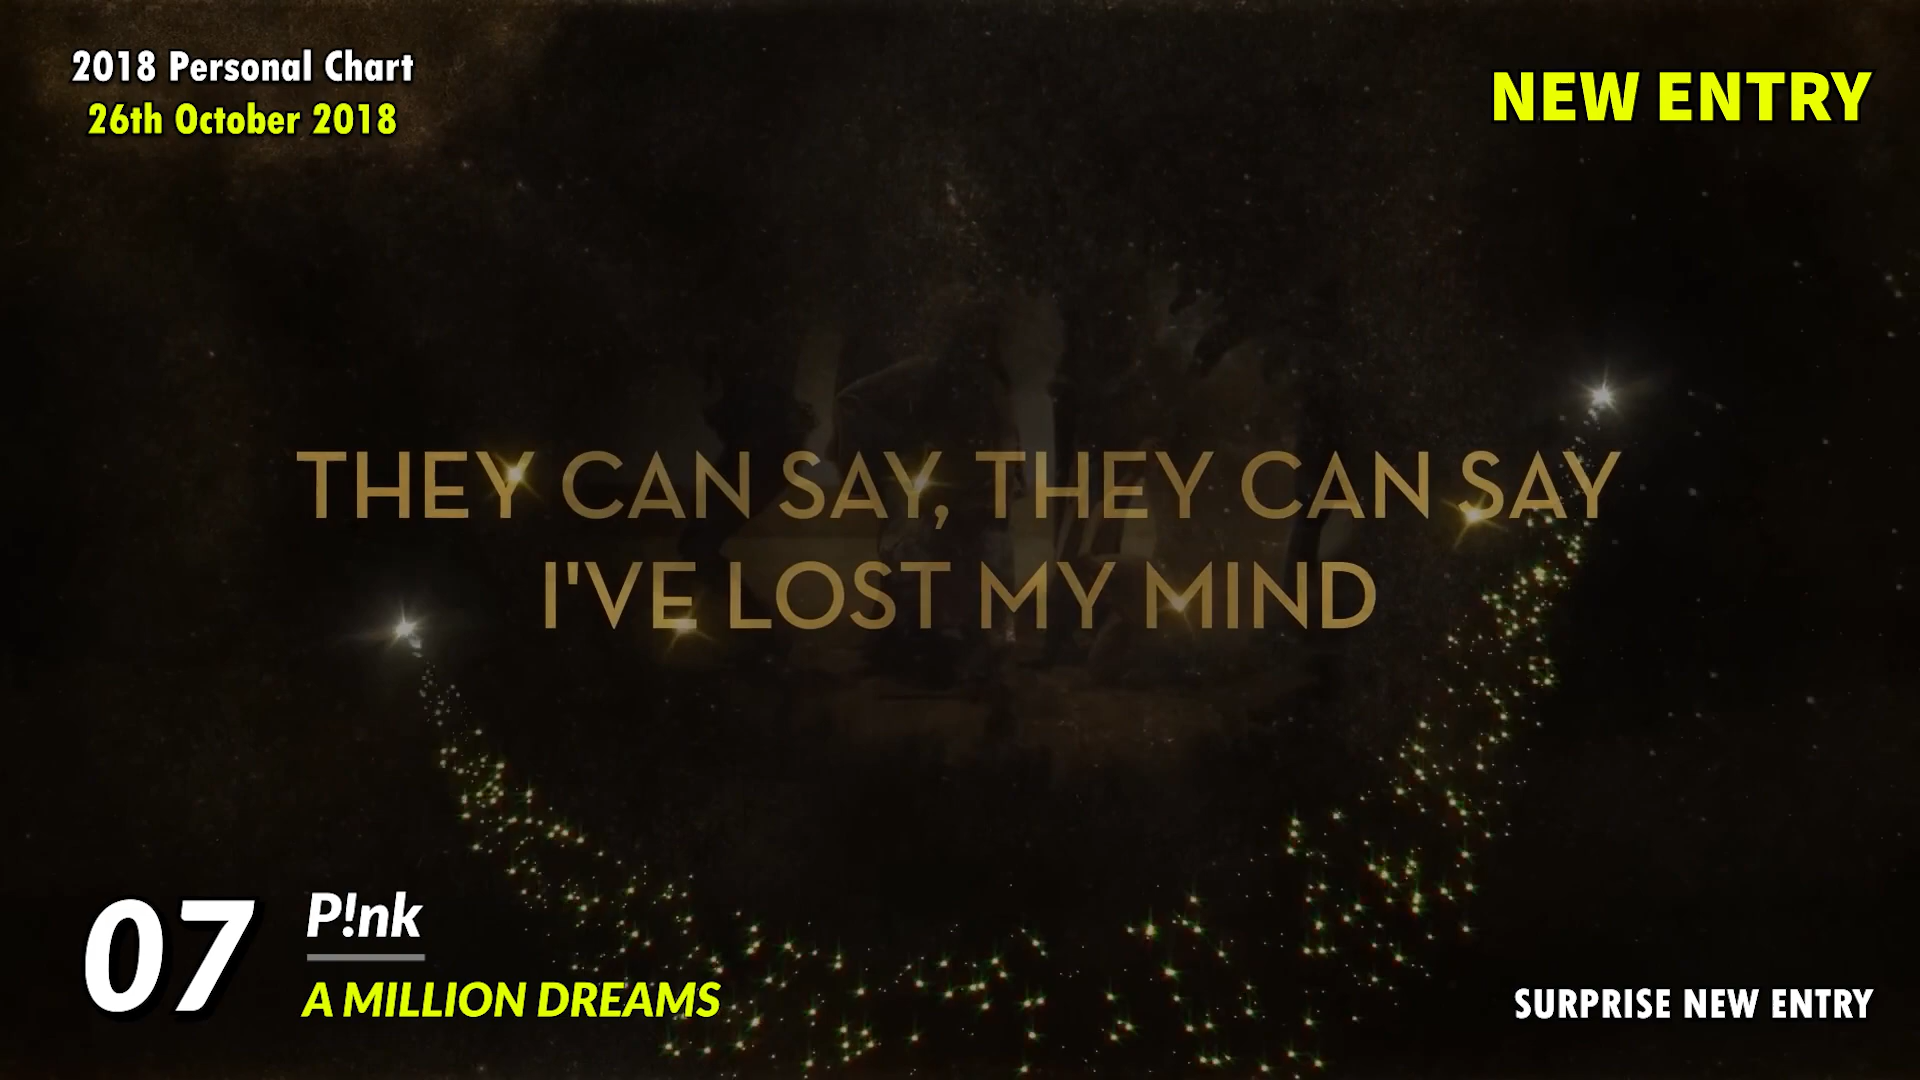 2018 Personal Chart
26th October 2018
NEW ENTRY
THEY CAN SAY, THEY CAN SAY
I'VE LOST MY MIND
07
P!nk
A MILLION DREAMS
SURPRISE NEW ENTRY